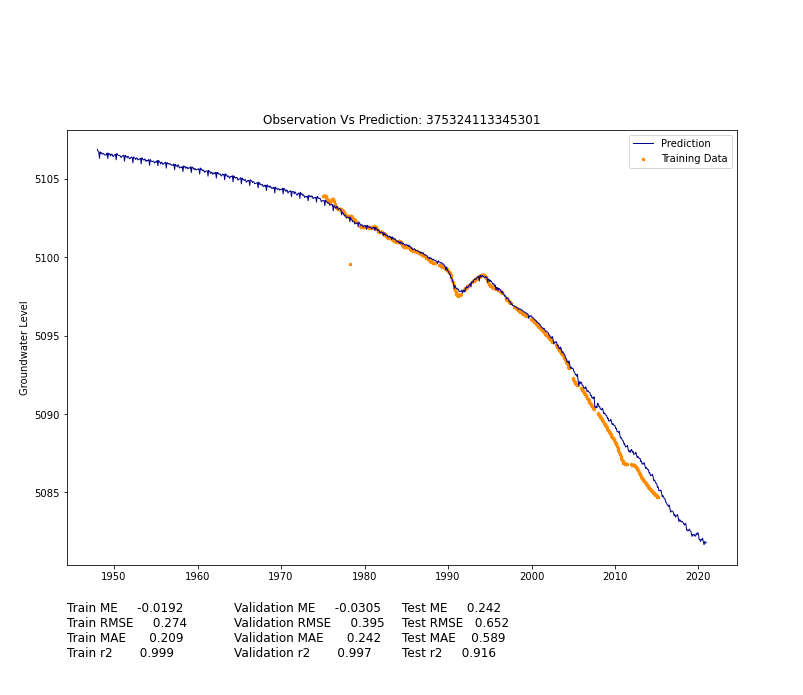 Observation Vs Prediction: 375324113345301
Prediction
Training Data
5105
5100
5095
5090
5085
Groundwater Level
1950 1960 1970 1980 1990 2000 2010 2020
Train ME -0.0192 Validation ME -0.0305 Test ME 0.242
Train RMSE 0.274 Validation RMSE 0.395 Test RMSE 0.652
Train MAE 0.209 Validation MAE 0.242 Test MAE 0.589
Train r2 0.999 Validation r2 0.997 Test r2 0.916